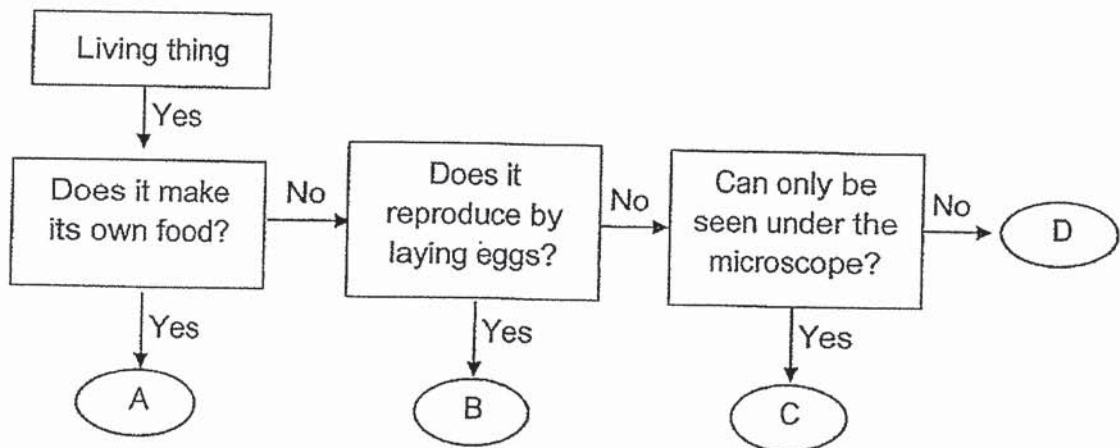 Living thing
Yes
Does it make
its own food?
No
Does it
reproduce by
laying eggs?
No
Can only be
seen under the
microscope?
No
D
Yes
A
Yes
B
Yes
C